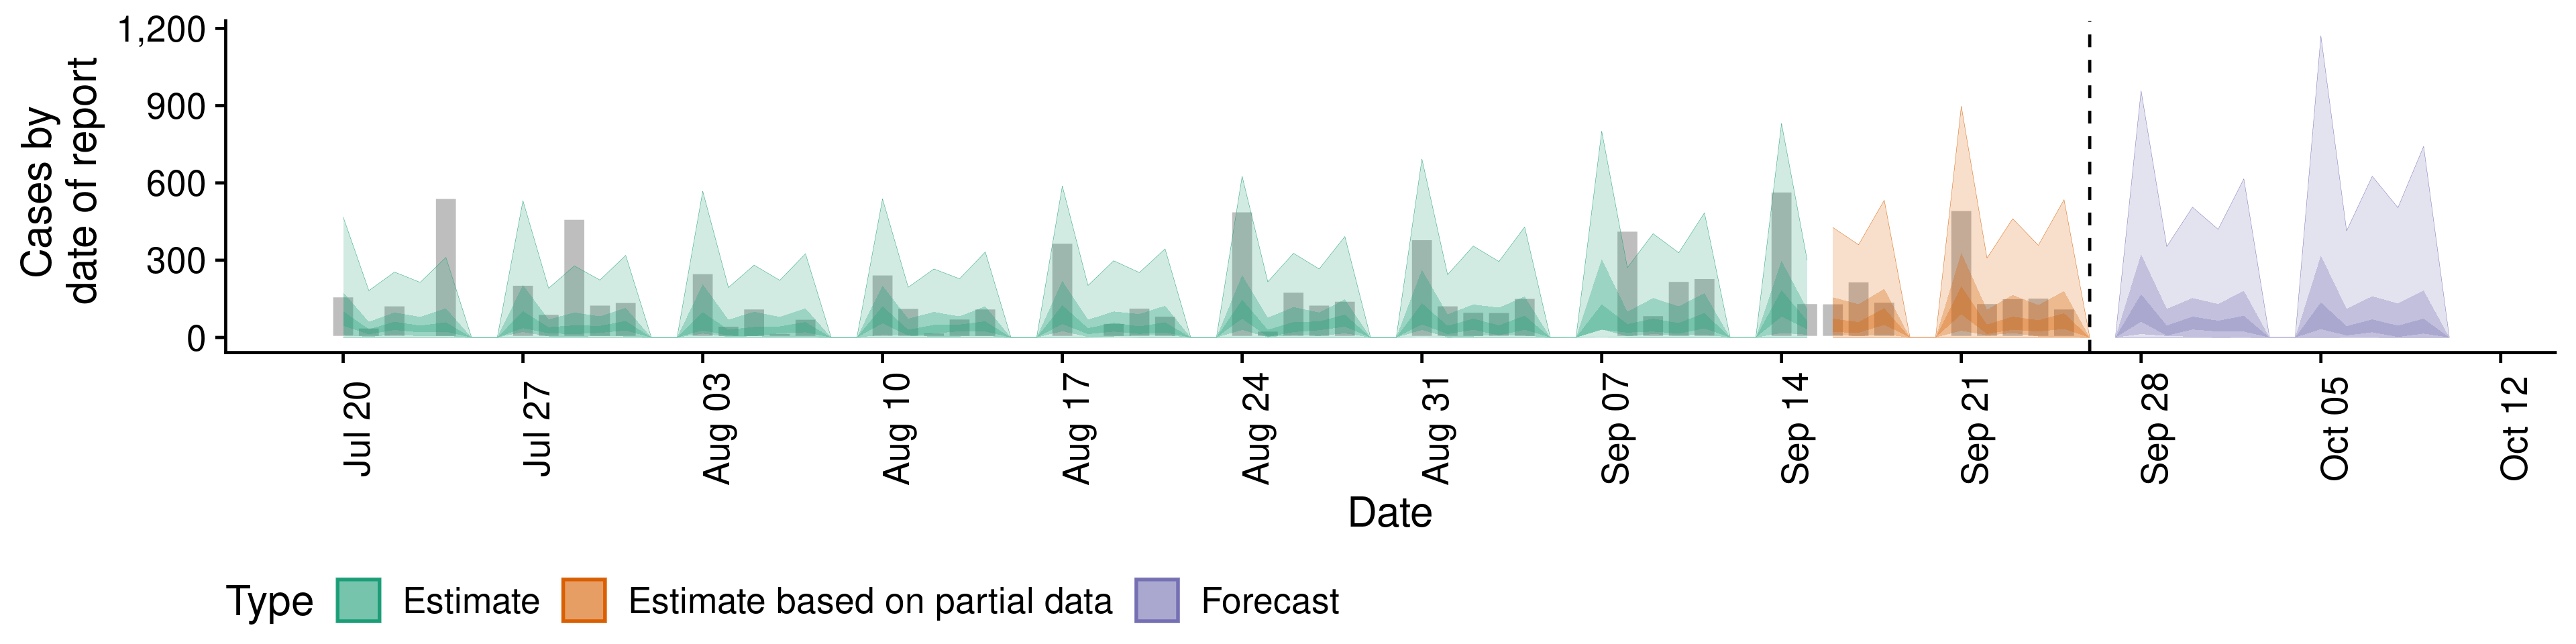 Cases by
date of report
1,200
900
600
300
0
Jul 20
Jul 27
Aug 03
Aug 10
Aug 17
Aug 24
Aug 31
Sep 07
Sep 14
Sep 21
Sep 28
Oct 05
Oct 12
Date
Type Estimate Estimate based on partial data Forecast